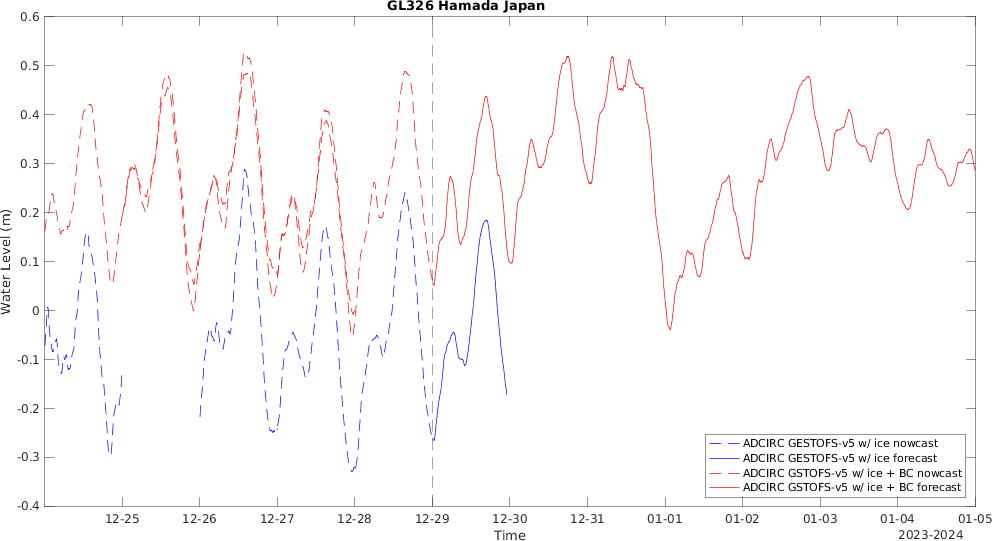 GL326 Hamada Japan
0.6
0.5
0.4
0.3
0.2
0.1
0
-0.1
-0.2
-0.3
-0.4
Water Level (m)
12-25 12-26 12-27 12-28 12-29 12-30 12-31 01-01 01-02 01-03 01-04 01-05
Time
2023-2024
ADCIRC GESTOFS-v5 w/ ice nowcast
ADCIRC GESTOFS-v5 w/ ice forecast
ADCIRC GSTOFS-v5 w/ ice + BC nowcast
ADCIRC GSTOFS-v5 w/ ice + BC forecast